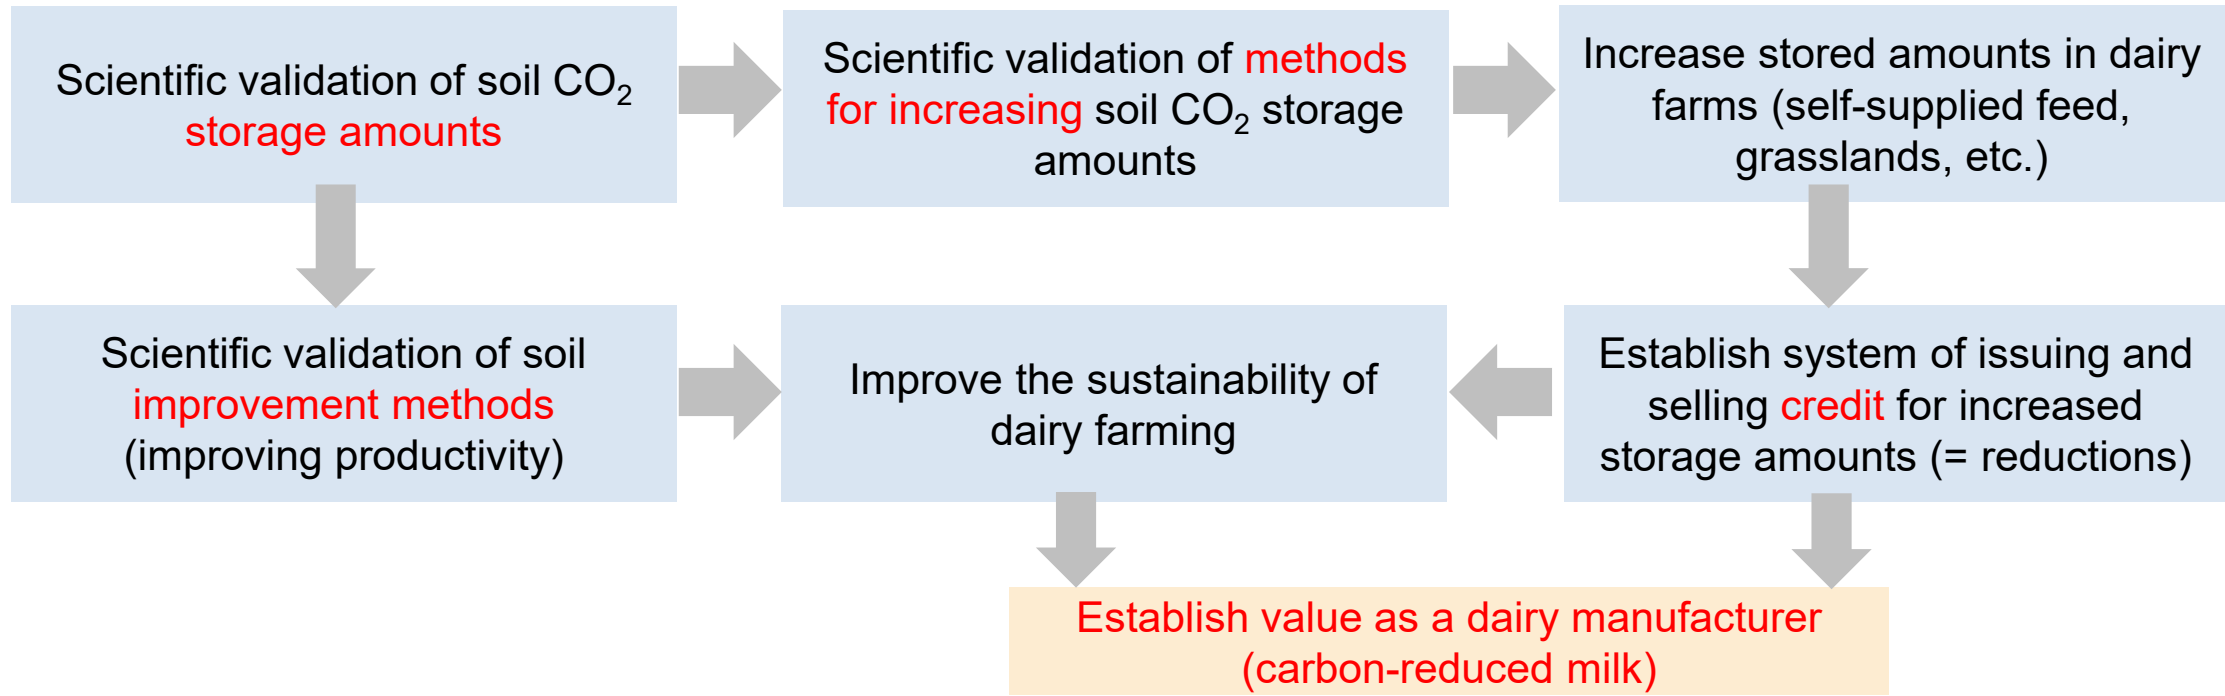 Scientific validation of soil CO₂
storage amounts
Scientific validation of methods
for increasing soil CO₂ storage
amounts
Increase stored amounts in dairy
farms (self-supplied feed,
grasslands, etc.)
Scientific validation of soil
improvement methods
(improving productivity)
Improve the sustainability of
dairy farming
Establish system of issuing and
selling credit for increased
storage amounts (= reductions)
Establish value as a dairy manufacturer
(carbon-reduced milk)